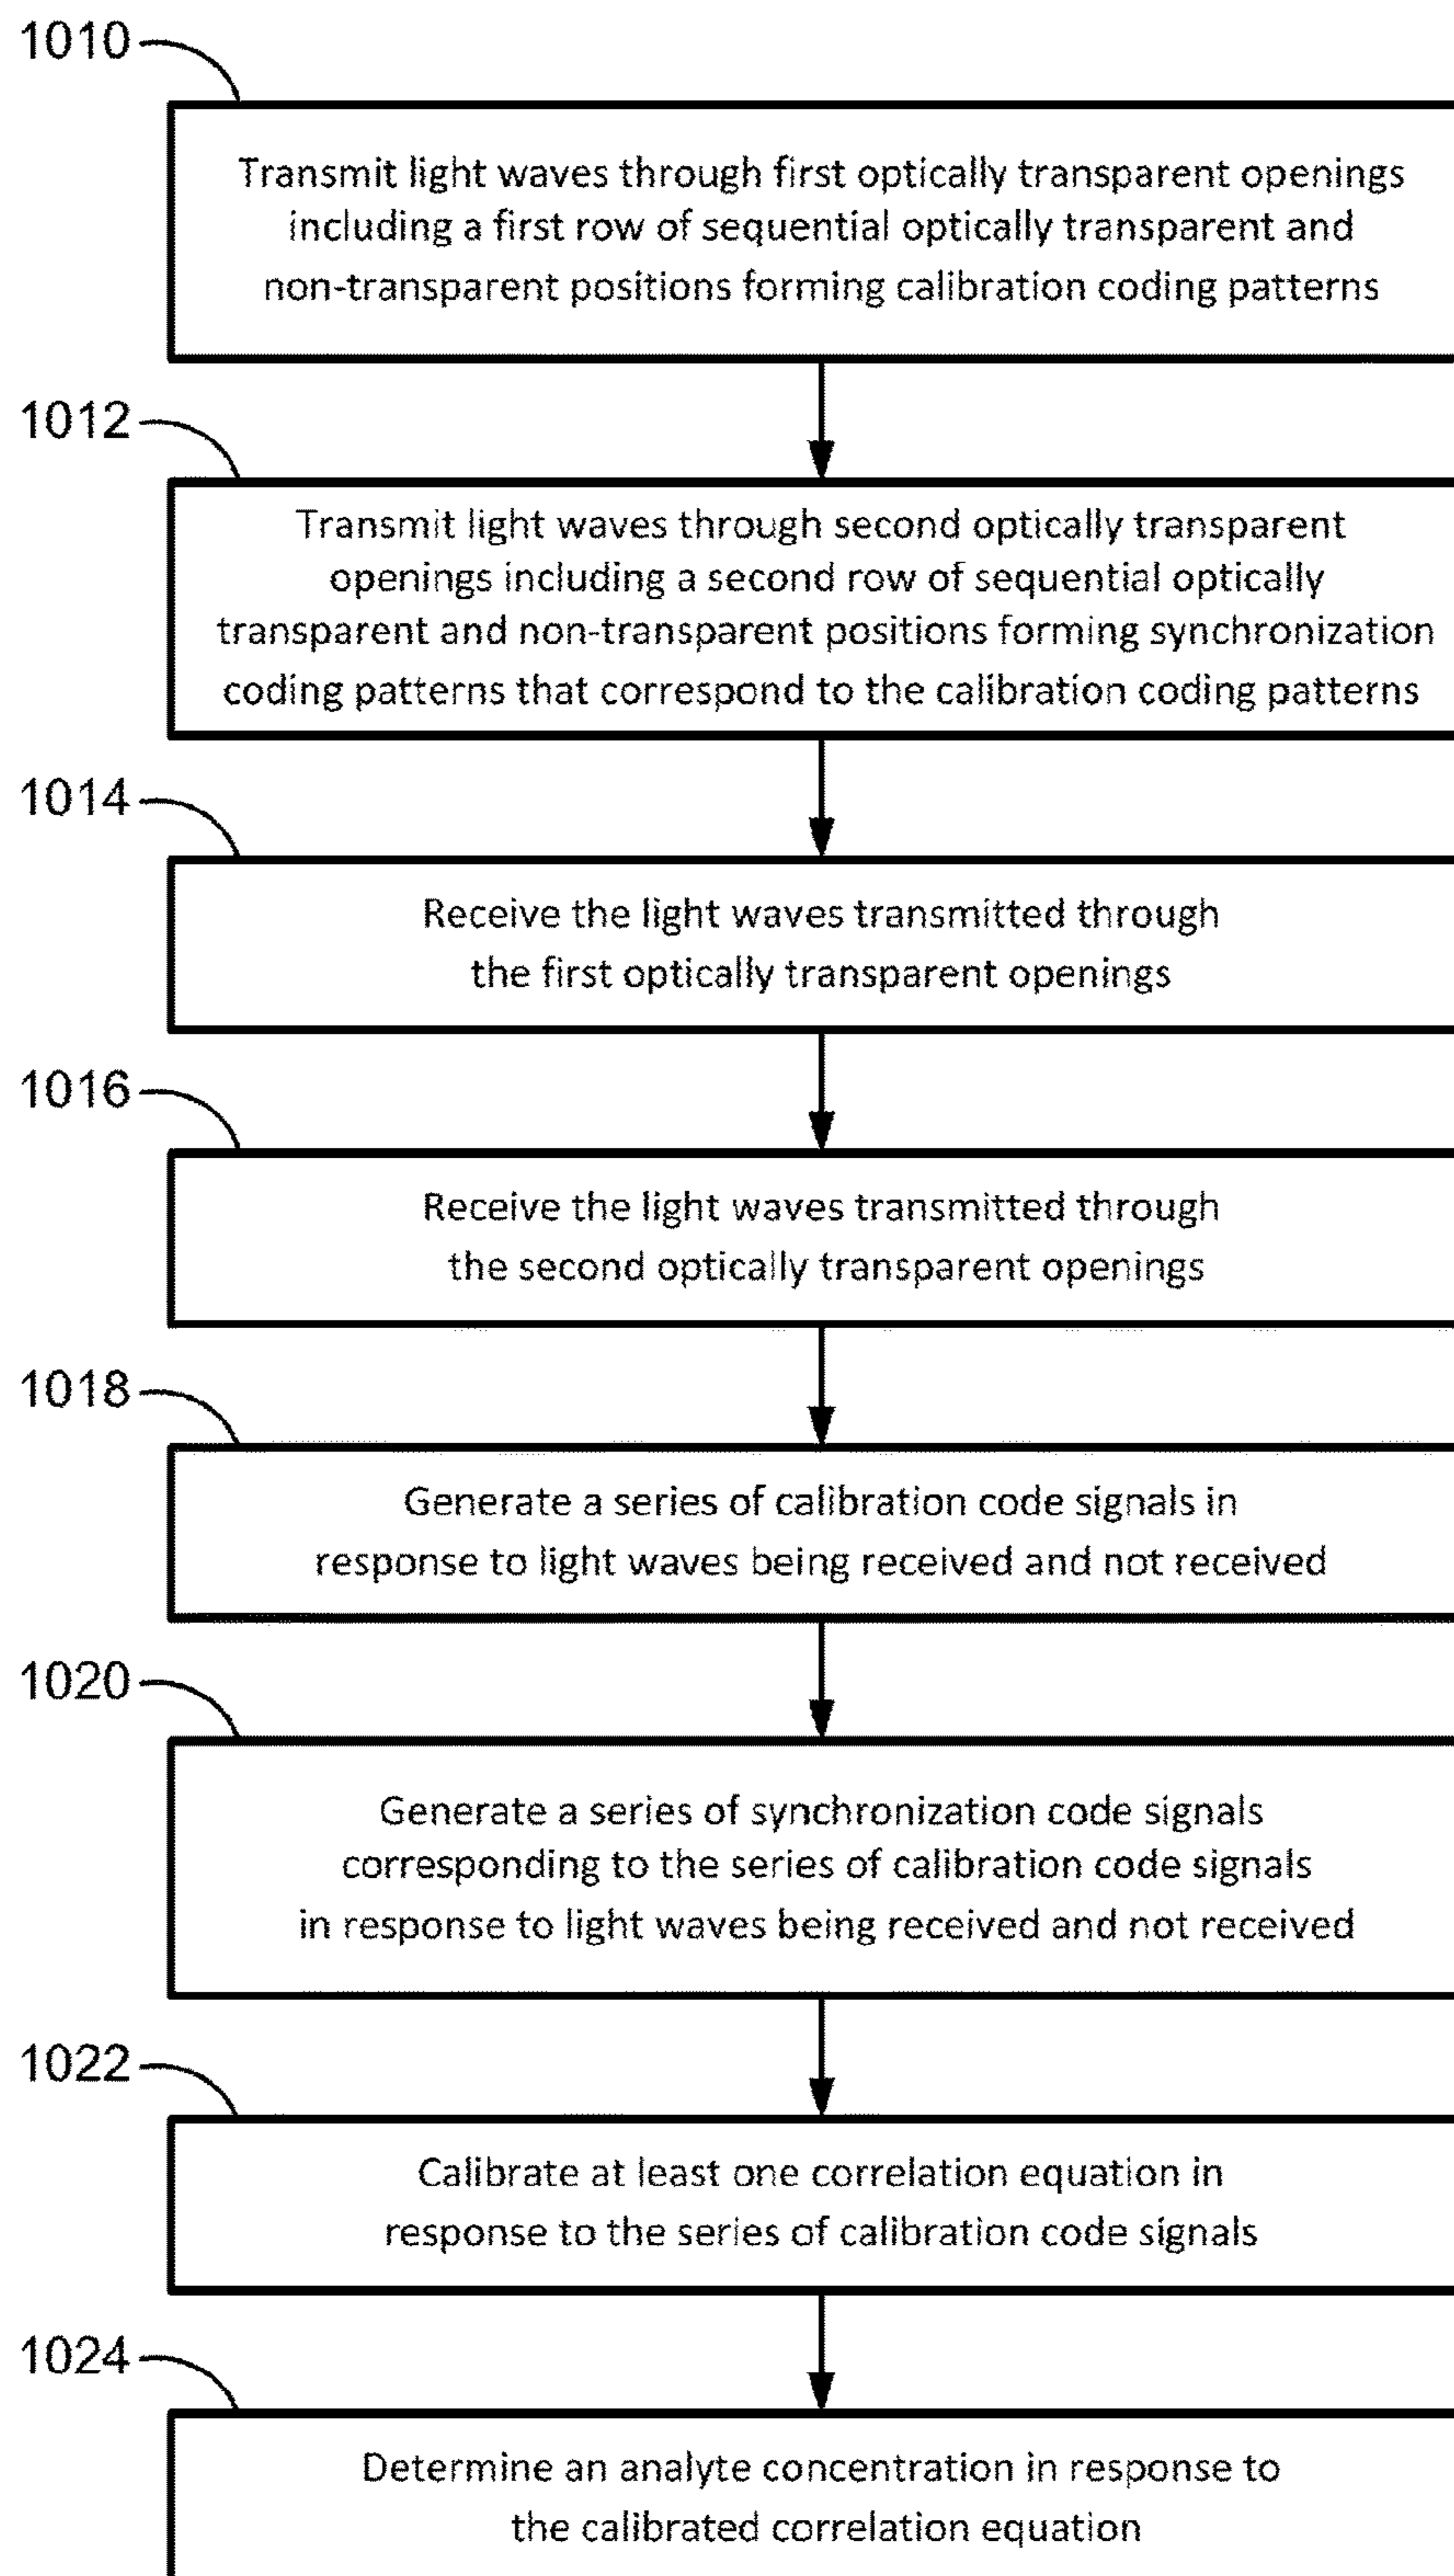 1010
Transmit light waves through first optically transparent openings
including a first row of sequential optically transparent and
non-transparent positions forming calibration coding patterns
1012
Transmit light waves through second optically transparent
openings including a second row of sequential optically
transparent and non-transparent positions forming synchronization
coding patterns that correspond to the calibration coding patterns
1014
Receive the light waves transmitted through
the first optically transparent openings
1016
Receive the light waves transmitted through
the second optically transparent openings
1018
Generate a series of calibration code signals in
response to light waves being received and not received
1020
Generate a series of synchronization code signals
corresponding to the series of calibration code signals
in response to light waves being received and not received
1022
Calibrate at least one correlation equation in
response to the series of calibration code signals
1024
Determine an analyte concentration in response to
the calibrated correlation equation